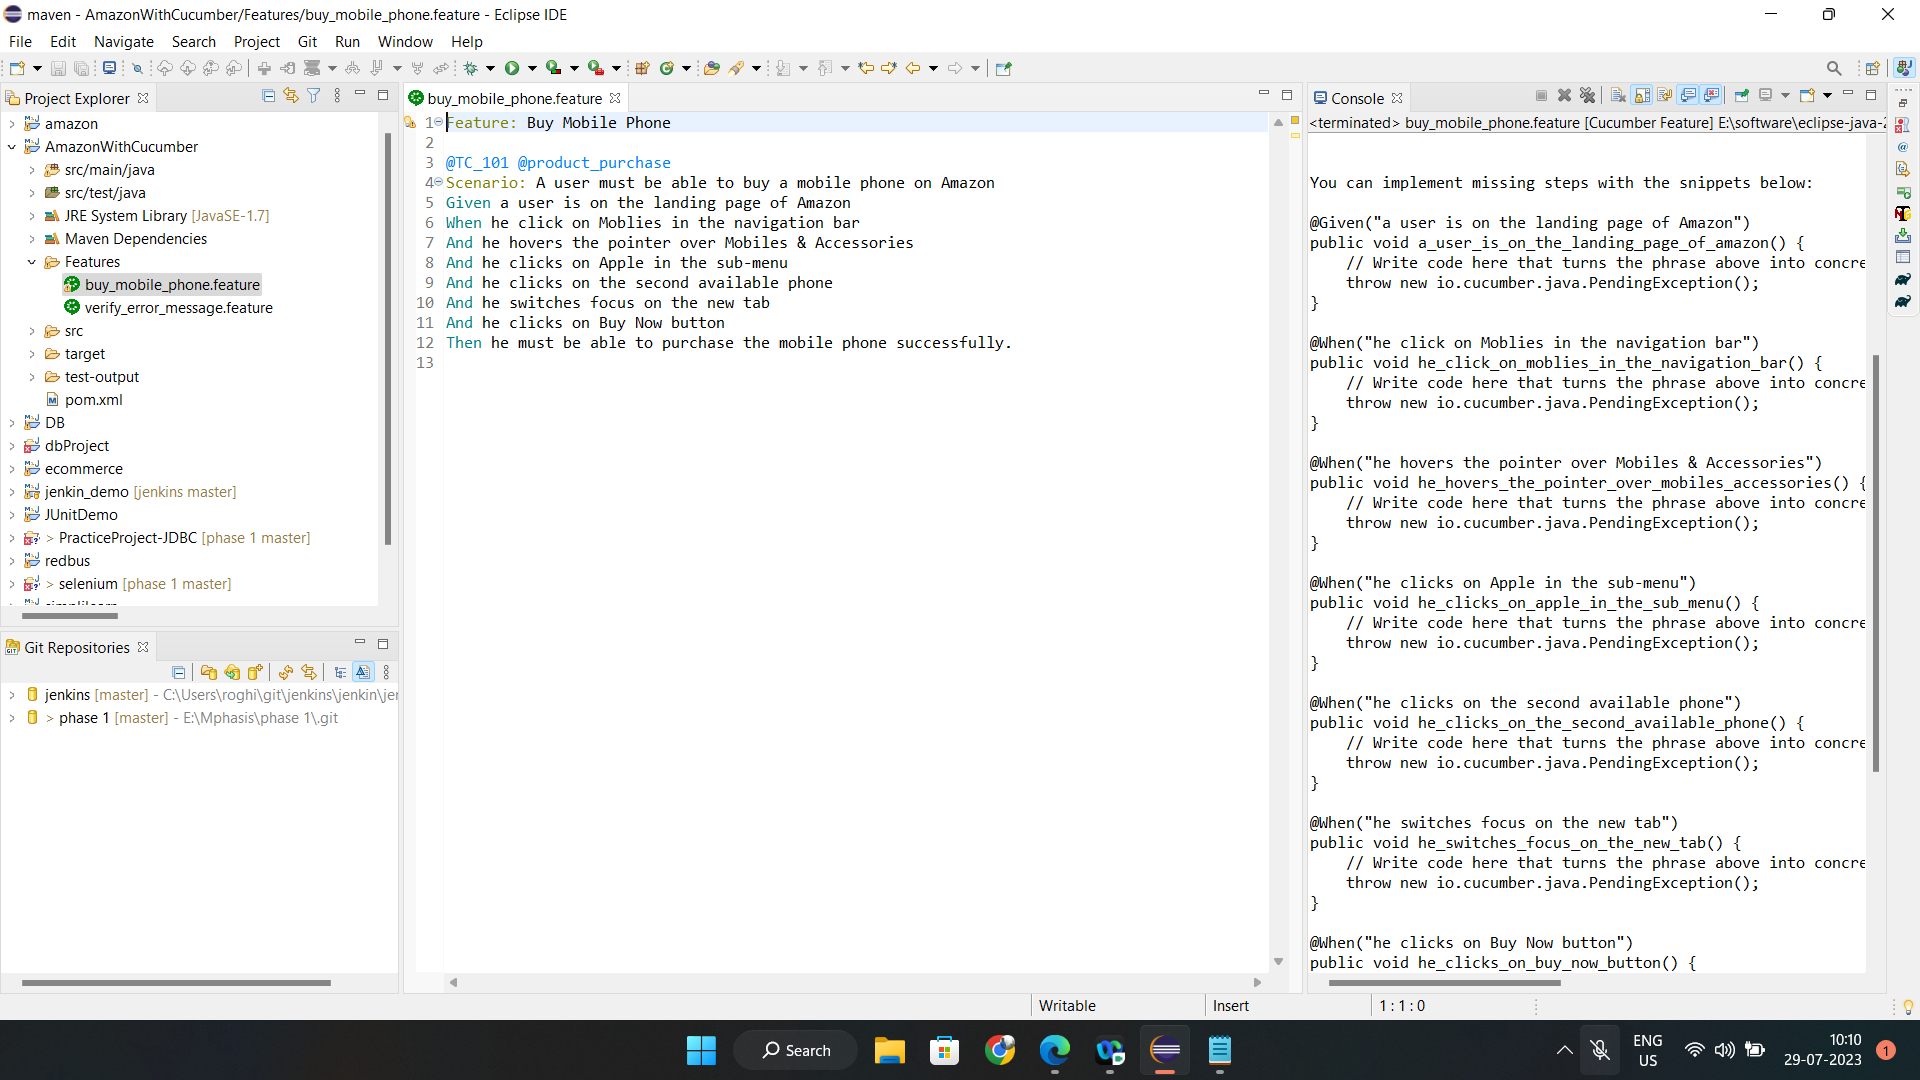 maven - AmazonWithCucumber/Features/buy_mobile_phone.feature - Eclipse IDE
File Edit Navigate Search Project Git Run Window Help
Project Explorer
amazon
AmazonWithCucumber
src/main/java
src/test/java
JRE System Library [JavaSE-1.7]
Maven Dependencies
Features
buy_mobile_phone.feature
verify_error_message.feature
src
target
test-output
pom.xml
DB
dbProject
ecommerce
jenkin_demo [jenkins master]
JUnitDemo
> PracticeProject-JDBC [phase 1 master]
redbus
> selenium [phase 1 master]
Git Repositories
jenkins [master] - C:\Users\roghi\git\jenkins\jenkin\jer
> phase 1 [master] - E:\Mphasis\phase 1\.git
buy_mobile_phone.feature
1 Feature: Buy Mobile Phone
2
3 @TC_101 @product_purchase
4 Scenario: A user must be able to buy a mobile phone on Amazon
5 Given a user is on the landing page of Amazon
6 When he click on Moblies in the navigation bar
7 And he hovers the pointer over Mobiles & Accessories
8 And he clicks on Apple in the sub-menu
9 And he clicks on the second available phone
10 And he switches focus on the new tab
11 And he clicks on Buy Now button
12 Then he must be able to purchase the mobile phone successfully.
13
Console
<terminated> buy_mobile_phone.feature [Cucumber Feature] E:\software\eclipse-java-2
You can implement missing steps with the snippets below:
@Given("a user is on the landing page of Amazon")
public void a_user_is_on_the_landing_page_of_amazon() {
// Write code here that turns the phrase above into concre
throw new io.cucumber.java.PendingException();
}
@When("he click on Moblies in the navigation bar")
public void he_click_on_moblies_in_the_navigation_bar() {
// Write code here that turns the phrase above into concre
throw new io.cucumber.java.PendingException();
}
@When("he hovers the pointer over Mobiles & Accessories")
public void he_hovers_the_pointer_over_mobiles_accessories() {
// Write code here that turns the phrase above into concre
throw new io.cucumber.java.PendingException();
}
@When("he clicks on Apple in the sub-menu")
public void he_clicks_on_apple_in_the_sub_menu() {
// Write code here that turns the phrase above into concre
throw new io.cucumber.java.PendingException();
}
@When("he clicks on the second available phone")
public void he_clicks_on_the_second_available_phone() {
// Write code here that turns the phrase above into concre
throw new io.cucumber.java.PendingException();
}
@When("he switches focus on the new tab")
public void he_switches_focus_on_the_new_tab() {
// Write code here that turns the phrase above into concre
throw new io.cucumber.java.PendingException();
}
@When("he clicks on Buy Now button")
public void he_clicks_on_buy_now_button() {
Writable Insert 1 : 1 : 0
Search
ENG
US
10:10
29-07-2023
1